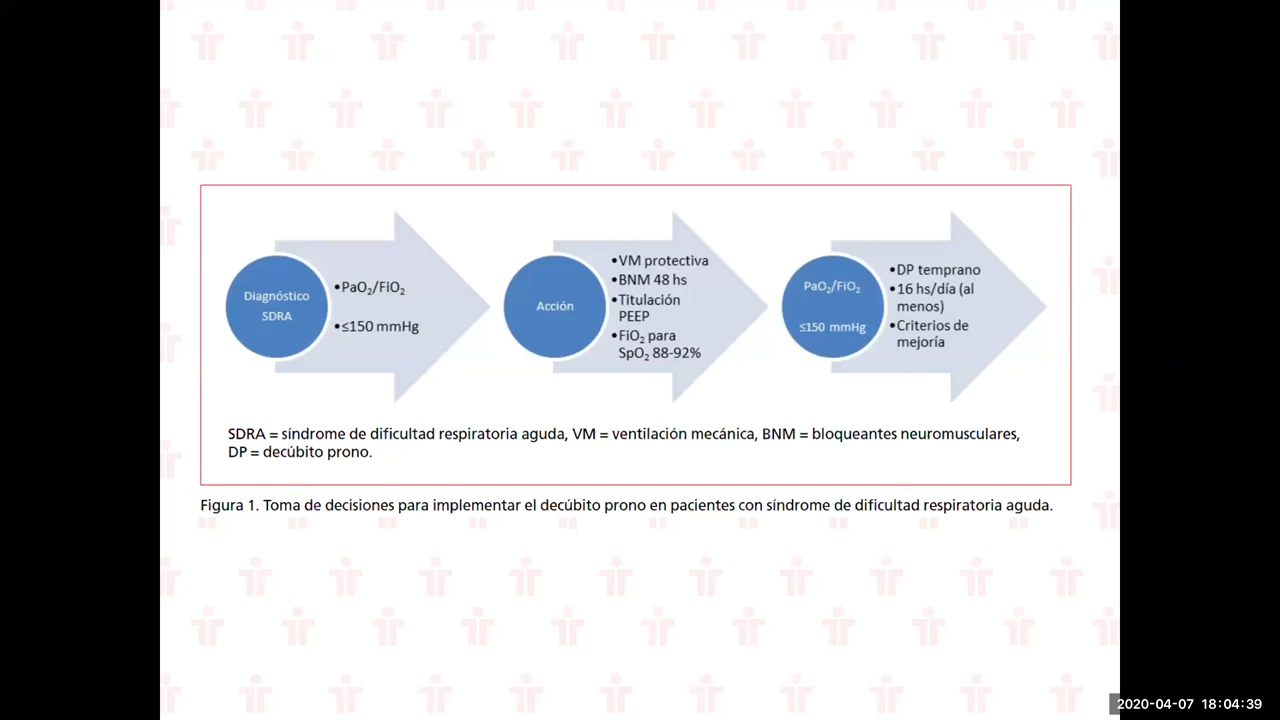 Diagnóstico
SDRA
•PaO₂/FiO₂
•≤150 mmHg
Acción
•VM protectiva
•BNM 48 hs
•Titulación
PEEP
•FiO₂ para
SpO₂ 88-92%
PaO₂/FiO₂
≤150 mmHg
•DP temprano
•16 hs/día (al
menos)
•Criterios de
mejoría
SDRA = síndrome de dificultad respiratoria aguda, VM = ventilación mecánica, BNM = bloqueantes neuromusculares,
DP = decúbito prono.
Figura 1. Toma de decisiones para implementar el decúbito prono en pacientes con síndrome de dificultad respiratoria aguda.
2020-04-07 18:04:39